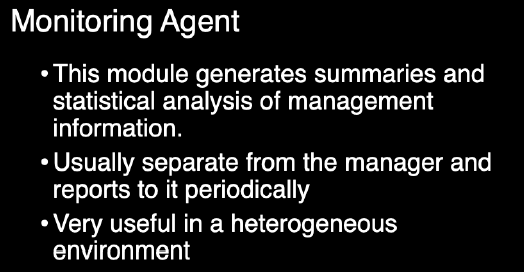 Monitoring Agent
• This module generates summaries and
statistical analysis of management
information.
• Usually separate from the manager and
reports to it periodically
• Very useful in a heterogeneous
environment